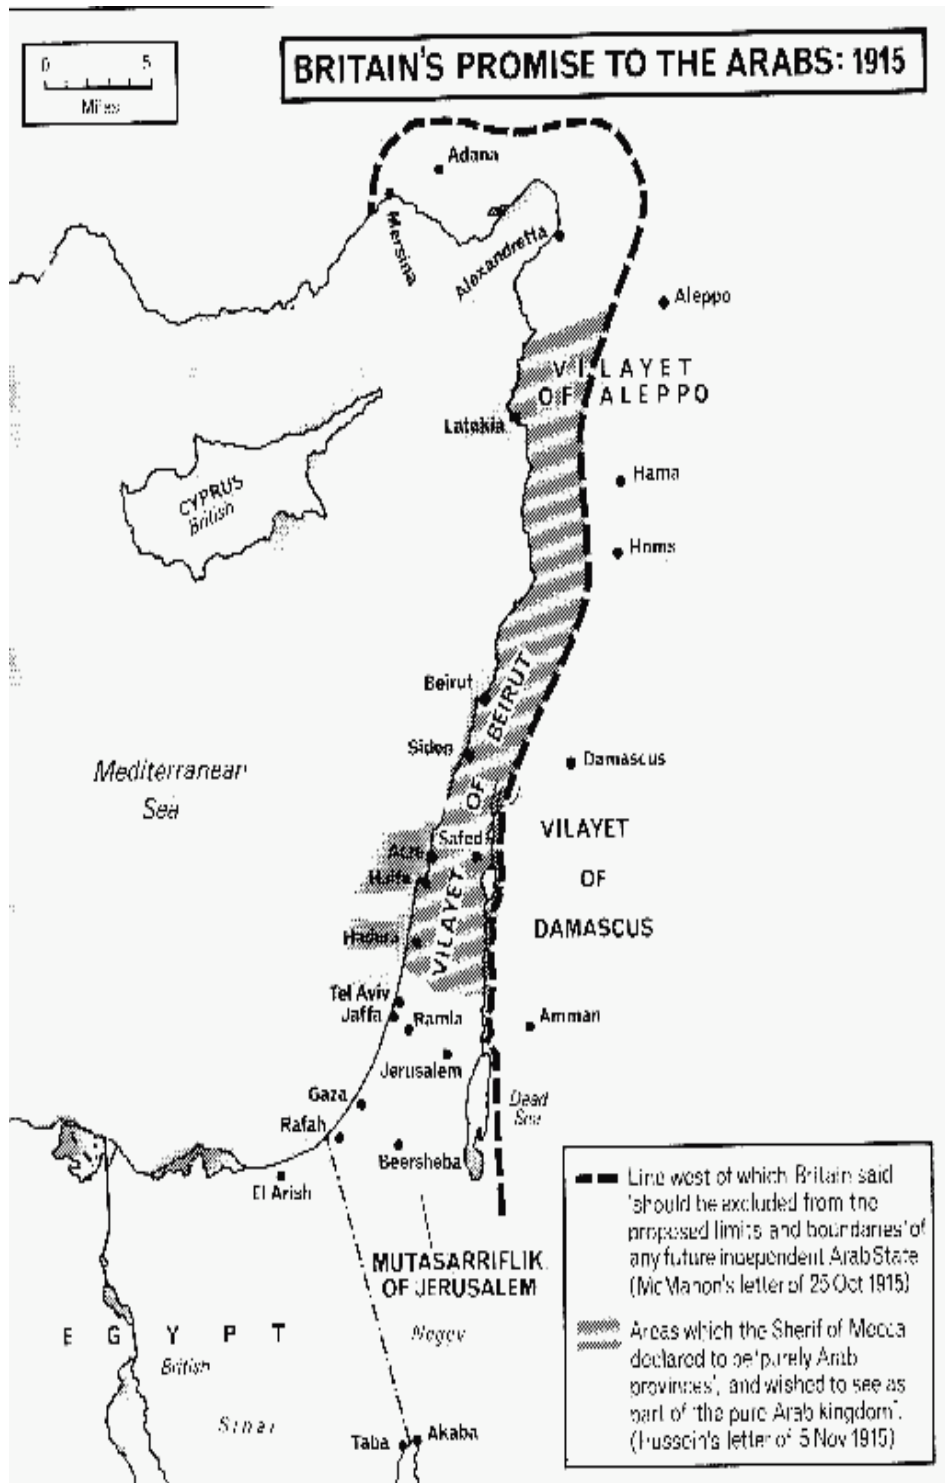 0 5
Miles
BRITAIN'S PROMISE TO THE ARABS: 1915
Adana
Mersina
Alexandretta
Aleppo
VILAYET
OF ALEPPO
Latakia
Hama
CYPRUS
British
Homs
Beirut
VILAYET OF BEIRUT
Sidon
Damascus
Mediterranean
Sea
VILAYET
OF
DAMASCUS
Safed
Acre
Haifa
Hadera
Tel Aviv
Jaffa
Ramla
Amman
Jerusalem
Gaza
Dead
Sea
Rafah
Beersheba
El Arish
MUTASARRIFLIK
OF JERUSALEM
EGYPT
British
Negev
Sinai
Taba
Akaba
Line west of which Britain said
'should be excluded from the
proposed limits and boundaries' of
any future independent Arab State
(McMahon's letter of 25 Oct 1915)
Areas which the Sherif of Mecca
declared to be 'purely Arab
provinces', and wished to see as
part of 'the pure Arab kingdom'.
(Hussein's letter of 5 Nov 1915)